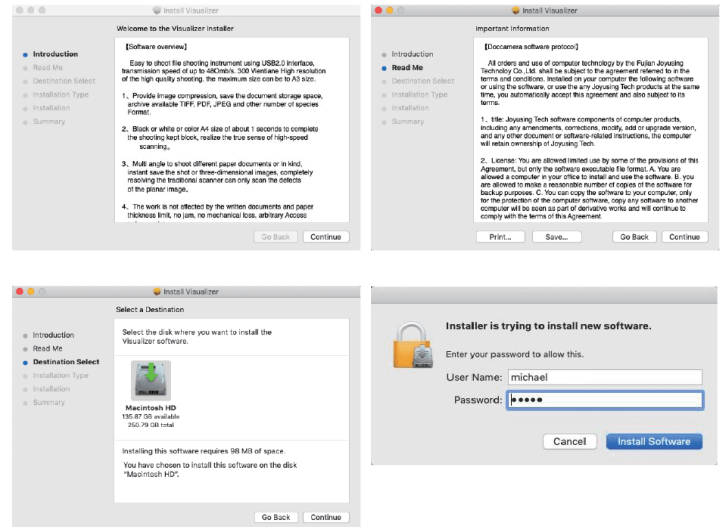 Install Visualizer
Welcome to the Visualizer Installer
Introduction
Read Me
Destination Select
Installation Type
Installation
Summary
【Software overview】
Easy to shoot file shooting instrument using USB2.0 interface,
transmission speed of up to 480mb/s. 300 Vientiane High resolution
of the high quality shooting, the maximum size can be to A3 size.
1、Provide image compression, save the document storage space,
archive available TIFF, PDF, JPEG and other number of species
Format.
2、Black or white or color A4 size of about 1 seconds to complete
the shooting kept block, realize the true sense of high-speed
scanning。
3、Multi angle to shoot different paper documents or in kind,
instant save the shot or three-dimensional images, completely
resolving the traditional scanner can only scan the defects
of the planar image。
4、The work is not affected by the written documents and paper
thickness limit, no jam, no mechanical loss, arbitrary Access
Go Back
Continue
Install Visualizer
Important Information
Introduction
Read Me
Destination Select
Installation Type
Installation
Summary
【Doccamera software protocol】
All orders and use of computer technology by the Fujian Joyusing
Technolgy Co.,Ltd. shall be subject to the agreement referred to in the
terms and conditions. Installed on your computer the following software
or using the software, or use the any Joyusing Tech products at the same
time, you automatically accept this agreement and also subject to its
terms.
1、title: Joyusing Tech software components of computer products,
including any amendments, corrections, modify, add or upgrade version,
and any other document or software-related instructions, the computer
will retain ownership of Joyusing Tech.
2、License: You are allowed limited use by some of the provisions of this
Agreement, but only the software executable file format. A. You are
allowed a computer in your office to install and use the software. B. you
are allowed to make a reasonable number of copies of the software for
backup purposes. C. You can copy the software to your computer, only
for the protection of the computer software, copy any software to another
computer will be seen as part of derivative works and will continue to
comply with the terms of this Agreement.
Print...
Save...
Go Back
Continue
Install Visualizer
Select a Destination
Introduction
Read Me
Destination Select
Installation Type
Installation
Summary
Select the disk where you want to install the
Visualizer software.
Macintosh HD
135.87 GB available
250.79 GB total
Installing this software requires 98 MB of space.
You have chosen to install this software on the disk
"Macintosh HD".
Go Back
Continue
Installer is trying to install new software.
Enter your password to allow this.
User Name: michael
Password: •••••
Cancel
Install Software